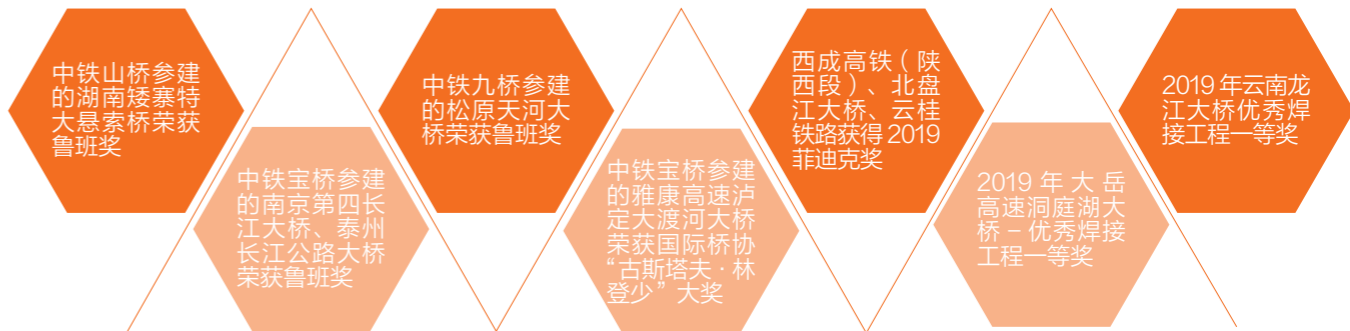 中铁山桥参建
的湖南矮寨特
大悬索桥荣获
鲁班奖
中铁宝桥参建
的南京第四长
江大桥、泰州
长江公路大桥
荣获鲁班奖
中铁九桥参建
的松原天河大
桥荣获鲁班奖
中铁宝桥参建
的雅康高速泸
定大渡河大桥
荣获国际桥协
“古斯塔夫·林
登少”大奖
西成高铁（陕
西段）、北盘
江大桥、云桂
铁路获得 2019
菲迪克奖
2019 年大岳
高速洞庭湖大
桥 – 优秀焊接
工程一等奖
2019 年云南龙
江大桥优秀焊
接工程一等奖